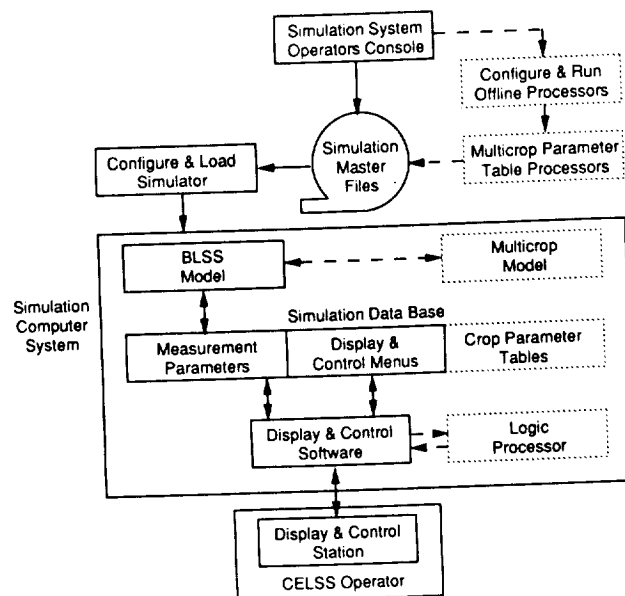 Simulation System
Operators Console
Configure & Run
Offline Processors
Simulation
Master
Files
Multicrop Parameter
Table Processors
Configure & Load
Simulator
BLSS
Model
Multicrop
Model
Simulation
Computer
System
Simulation Data Base
Measurement
Parameters
Display &
Control Menus
Crop Parameter
Tables
Display & Control
Software
Logic
Processor
Display & Control
Station
CELSS Operator